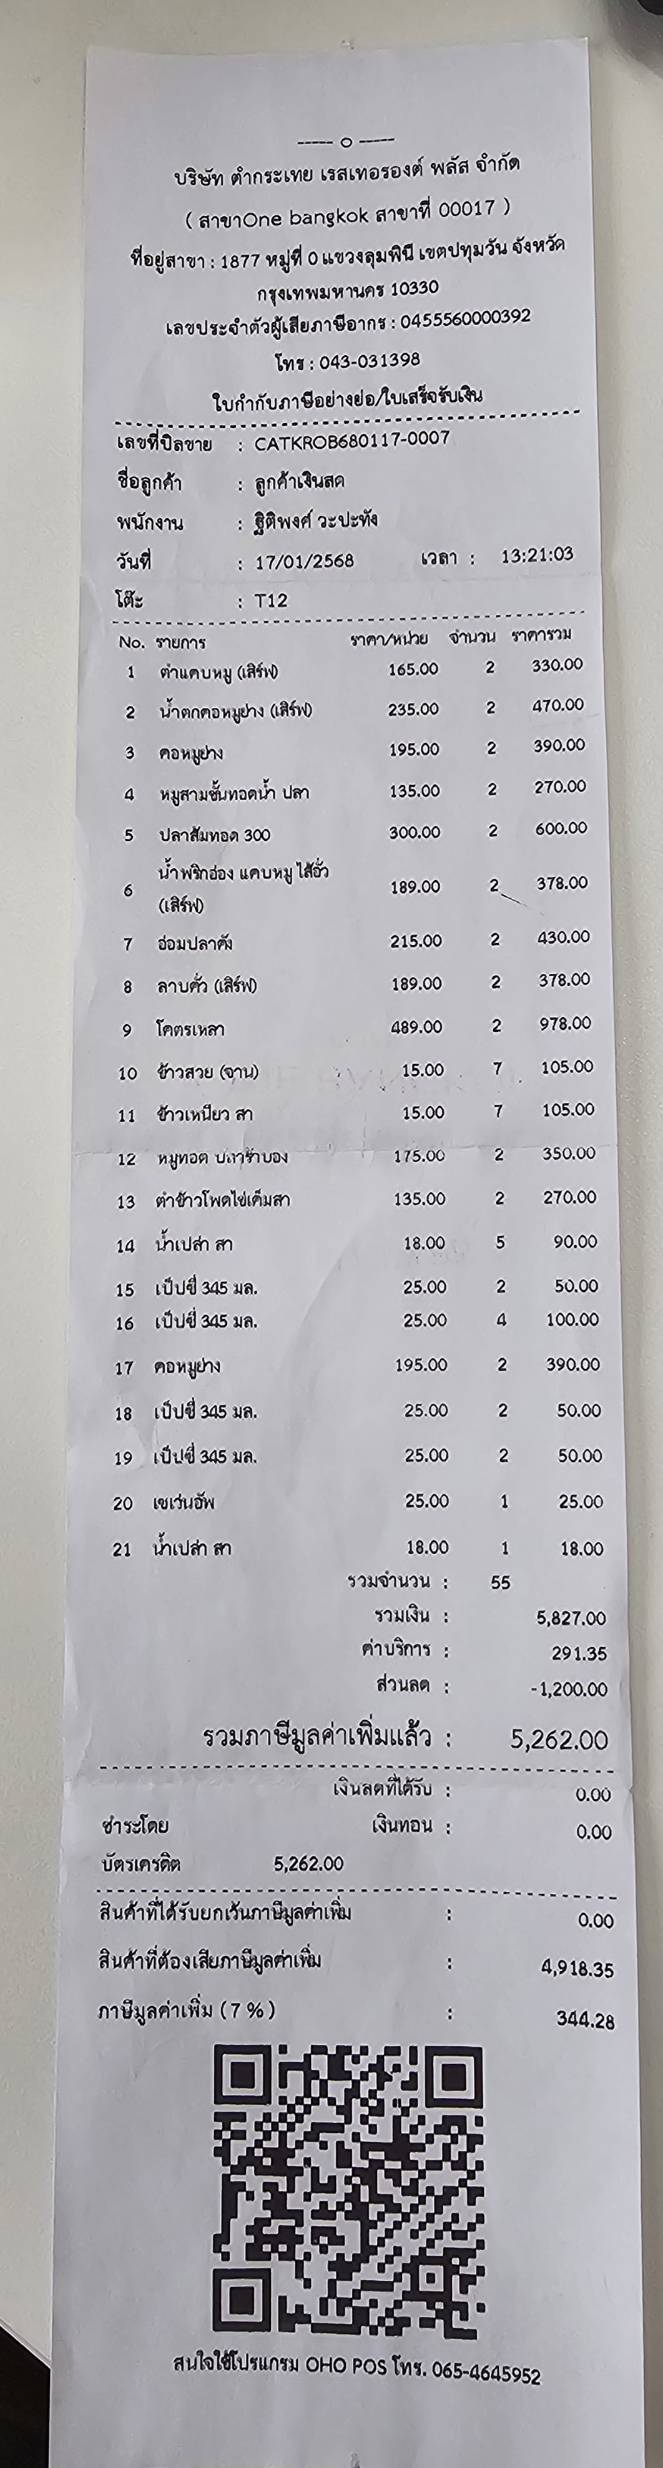 ----- o -----
บริษัท ตำกระเทย เรสเทอรองต์ พลัส จำกัด
( สาขาOne bangkok สาขาที่ 00017 )
ที่อยู่สาขา : 1877 หมู่ที่ 0 แขวงลุมพินี เขตปทุมวัน จังหวัด
กรุงเทพมหานคร 10330
เลขประจำตัวผู้เสียภาษีอากร : 0455560000392
โทร : 043-031398
ใบกำกับภาษีอย่างย่อ/ใบเสร็จรับเงิน
เลขที่บิลขาย : CATKROB680117-0007
ชื่อลูกค้า : ลูกค้าเงินสด
พนักงาน : ฐิติพงศ์ วะปะทัง
วันที่ : 17/01/2568 เวลา : 13:21:03
โต๊ะ : T12
No. รายการ ราคา/หน่วย จำนวน ราคารวม
1 ตำแคบหมู (เสิร์ฟ) 165.00 2 330.00
2 น้ำตกคอหมูย่าง (เสิร์ฟ) 235.00 2 470.00
3 คอหมูย่าง 195.00 2 390.00
4 หมูสามชั้นทอดน้ำ ปลา 135.00 2 270.00
5 ปลาส้มทอด 300 300.00 2 600.00
6 น้ำพริกอ่อง แคบหมู ไส้อั่ว 189.00 2 378.00
(เสิร์ฟ)
7 อ่อมปลาคัง 215.00 2 430.00
8 ลาบคั่ว (เสิร์ฟ) 189.00 2 378.00
9 โคตรเหลา 489.00 2 978.00
10 ข้าวสวย (จาน) 15.00 7 105.00
11 ข้าวเหนียว สา 15.00 7 105.00
12 หมูทอด ปลาร้าบอง 175.00 2 350.00
13 ตำข้าวโพดไข่เค็มสา 135.00 2 270.00
14 น้ำเปล่า สา 18.00 5 90.00
15 เป็ปซี่ 345 มล. 25.00 2 50.00
16 เป็ปซี่ 345 มล. 25.00 4 100.00
17 คอหมูย่าง 195.00 2 390.00
18 เป็ปซี่ 345 มล. 25.00 2 50.00
19 เป็ปซี่ 345 มล. 25.00 2 50.00
20 เซเว่นอัพ 25.00 1 25.00
21 น้ำเปล่า สา 18.00 1 18.00
รวมจำนวน : 55
รวมเงิน : 5,827.00
ค่าบริการ : 291.35
ส่วนลด : -1,200.00
รวมภาษีมูลค่าเพิ่มแล้ว : 5,262.00
เงินลดที่ได้รับ : 0.00
ชำระโดย เงินทอน : 0.00
บัตรเครดิต 5,262.00
สินค้าที่ได้รับยกเว้นภาษีมูลค่าเพิ่ม : 0.00
สินค้าที่ต้องเสียภาษีมูลค่าเพิ่ม : 4,918.35
ภาษีมูลค่าเพิ่ม ( 7 % ) : 344.28
สนใจใช้โปรแกรม OHO POS โทร. 065-4645952